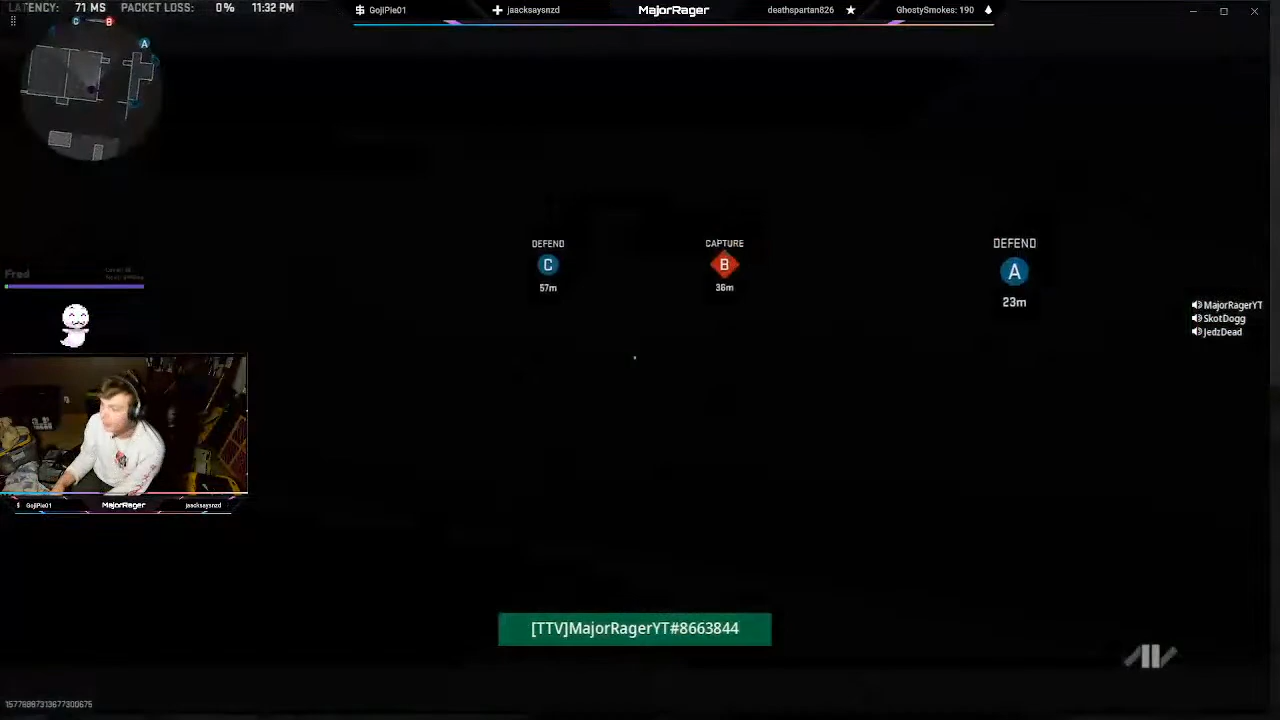 LATENCY: 71 MS PACKET LOSS: 0% 11:32 PM
GojiPie01
jaacksaysnzd
MajorRager
deathspartan826
GhostySmokes: 190
C
B
A
DEFEND
C
57m
CAPTURE
B
36m
DEFEND
A
23m
Fred
MajorRagerYT
SkotDogg
JedzDead
GojiPie01
MajorRager
jaacksaysnzd
[TTV]MajorRagerYT#8663844